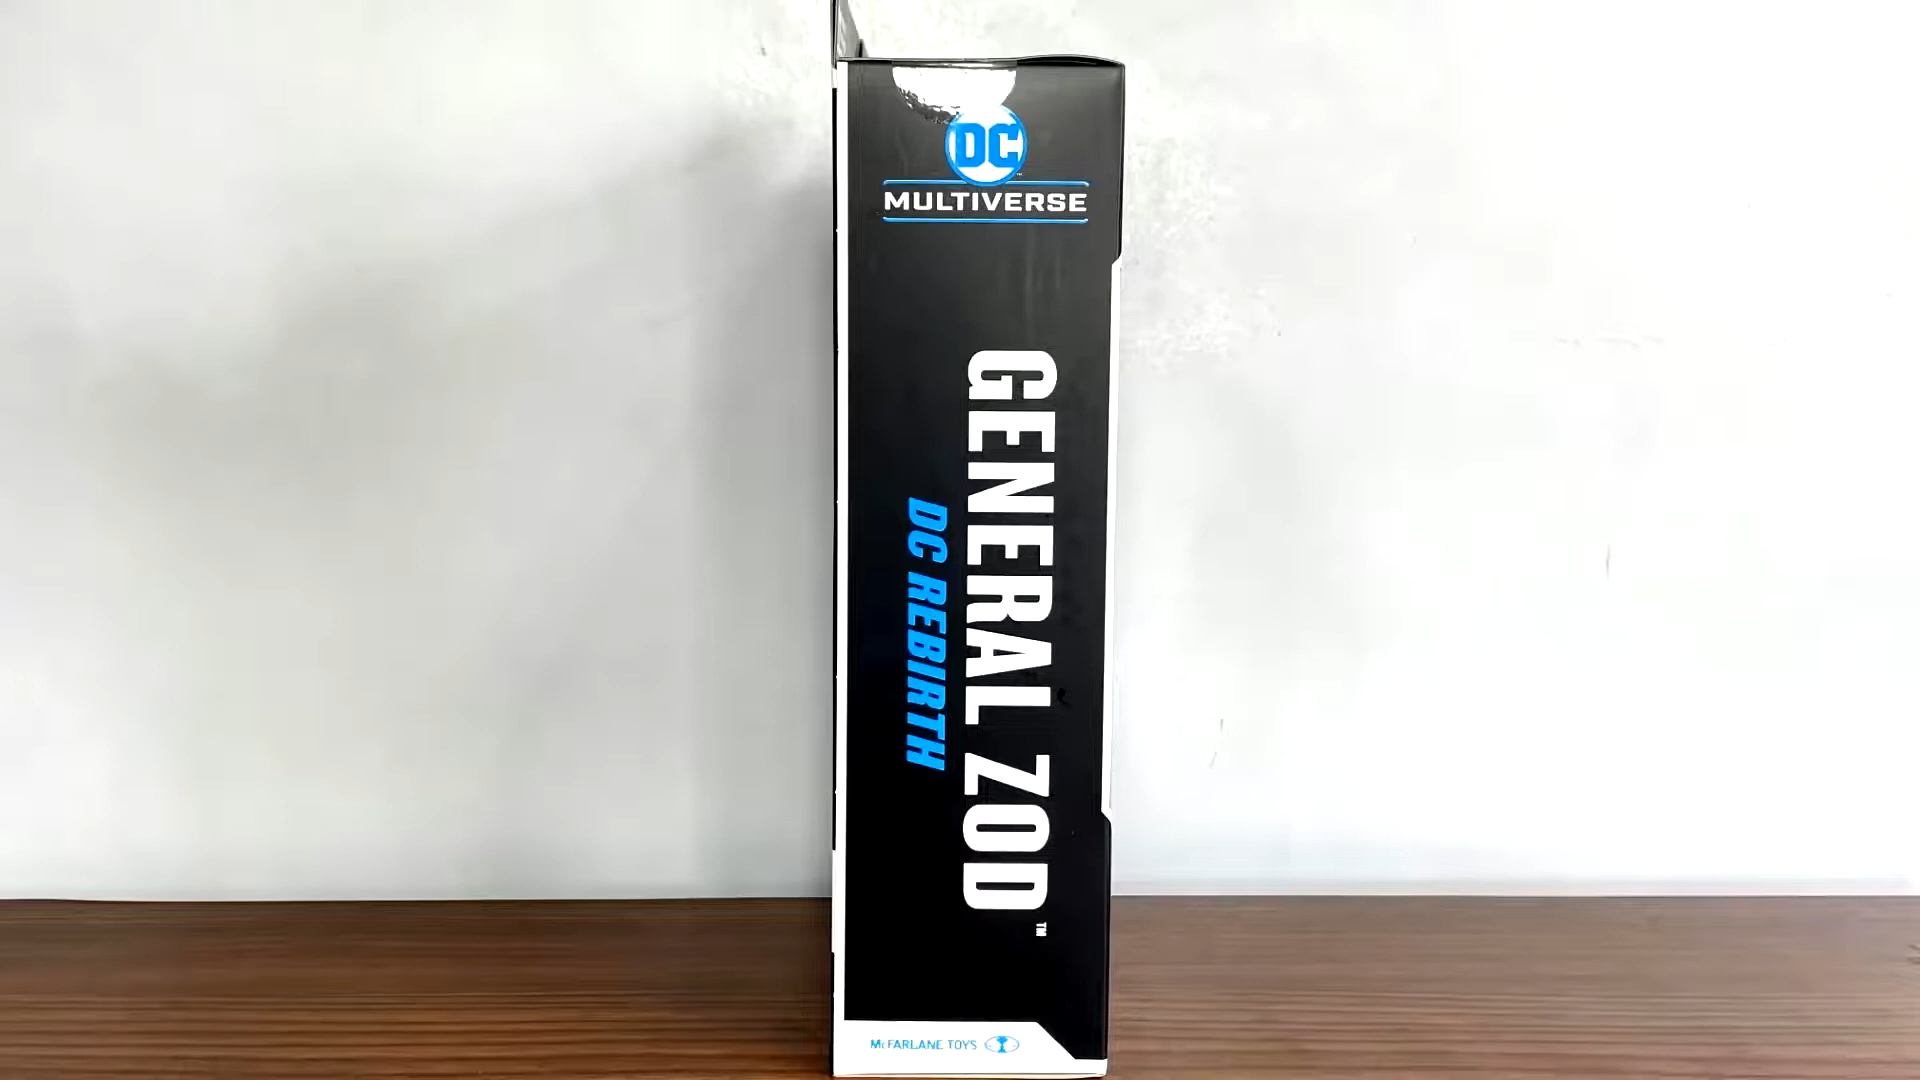 DC
MULTIVERSE
GENERAL ZOD™
DC REBIRTH
McFARLANE TOYS